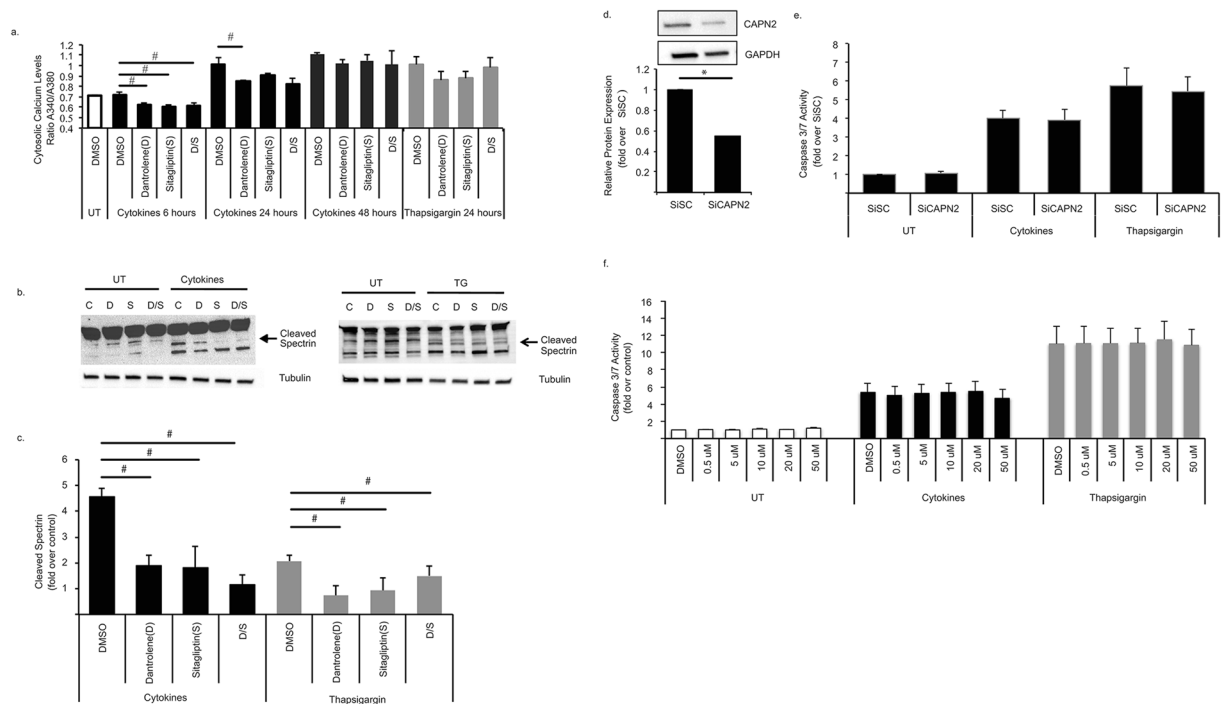 a.
Cytosolic Calcium Levels
Ratio A340/A380
1.2
1.1
1
0.9
0.8
0.7
0.6
0.5
0.4
#
#
#
#
DMSO
DMSO
Dantrolene(D)
Sitagliptin(S)
D/S
DMSO
Dantrolene(D)
Sitagliptin(S)
D/S
DMSO
Dantrolene(D)
Sitagliptin(S)
D/S
DMSO
Dantrolene(D)
Sitagliptin(S)
D/S
UT
Cytokines 6 hours
Cytokines 24 hours
Cytokines 48 hours
Thapsigargin 24 hours
b.
UT Cytokines
C D S D/S C D S D/S
Cleaved
Spectrin
Tubulin
UT TG
C D S D/S C D S D/S
Cleaved
Spectrin
Tubulin
c.
Cleaved Spectrin
(fold over control)
6
5
4
3
2
1
#
#
#
#
#
#
DMSO
Dantrolene(D)
Sitagliptin(S)
D/S
DMSO
Dantrolene(D)
Sitagliptin(S)
D/S
Cytokines
Thapsigargin
d.
CAPN2
GAPDH
*
Relative Protein Expression
(fold over SiSC)
1.2
1
0.8
0.6
0.4
0.2
SiSC
SiCAPN2
e.
Caspase 3/7 Activity
(fold over SiSC)
8
7
6
5
4
3
2
1
SiSC
SiCAPN2
SiSC
SiCAPN2
SiSC
SiCAPN2
UT
Cytokines
Thapsigargin
f.
Caspase 3/7 Activity
(fold ovr control)
16
14
12
10
8
6
4
2
DMSO
0.5 uM
5 uM
10 uM
20 uM
50 uM
DMSO
0.5 uM
5 uM
10 uM
20 uM
50 uM
DMSO
0.5 uM
5 uM
10 uM
20 uM
50 uM
UT
Cytokines
Thapsigargin